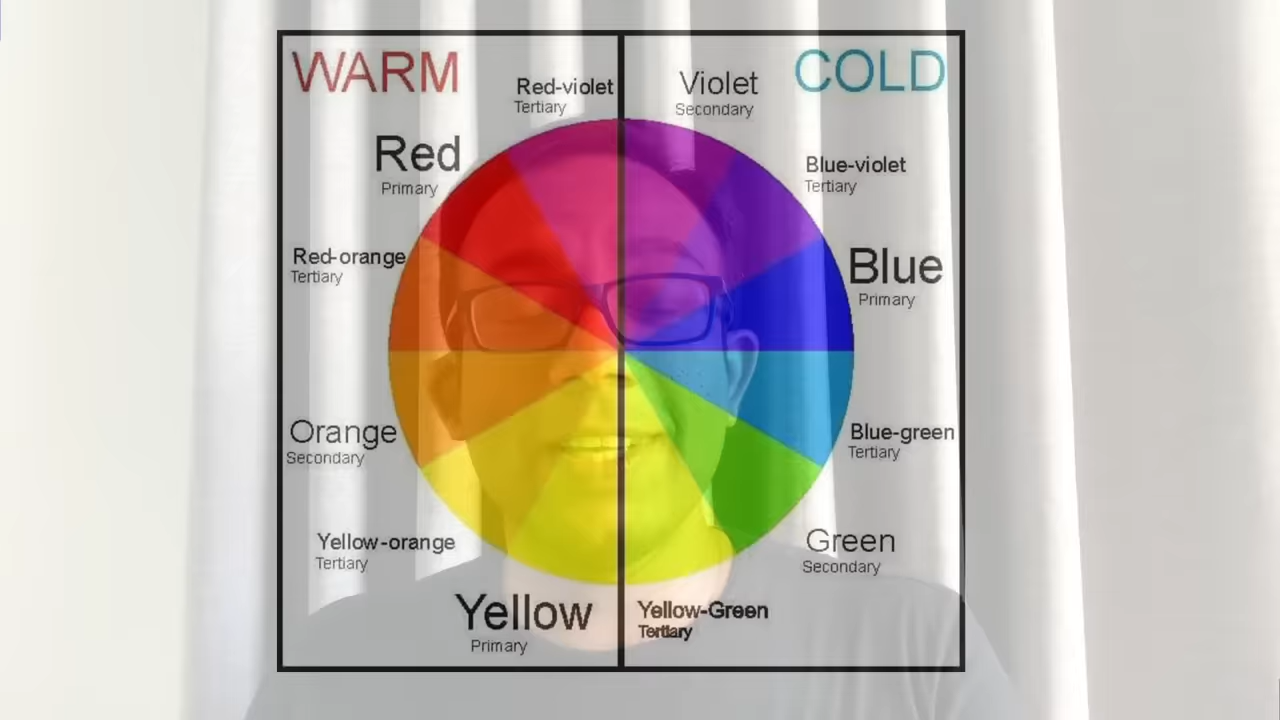 WARM
COLD
Red-violet
Tertiary
Violet
Secondary
Red
Primary
Blue-violet
Tertiary
Red-orange
Tertiary
Blue
Primary
Orange
Secondary
Blue-green
Tertiary
Yellow-orange
Tertiary
Green
Secondary
Yellow
Primary
Yellow-Green
Tertiary